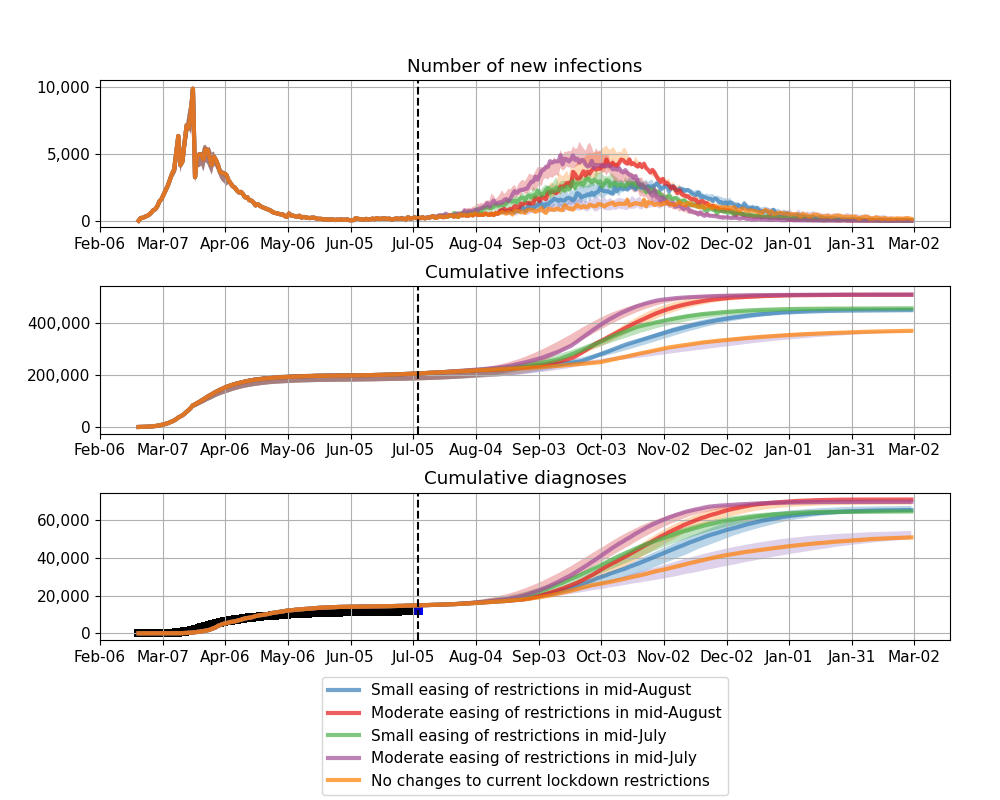 Number of new infections
10,000
5,000
0
Feb-06 Mar-07 Apr-06 May-06 Jun-05 Jul-05 Aug-04 Sep-03 Oct-03 Nov-02 Dec-02 Jan-01 Jan-31 Mar-02
Cumulative infections
400,000
200,000
0
Feb-06 Mar-07 Apr-06 May-06 Jun-05 Jul-05 Aug-04 Sep-03 Oct-03 Nov-02 Dec-02 Jan-01 Jan-31 Mar-02
Cumulative diagnoses
60,000
40,000
20,000
0
Feb-06 Mar-07 Apr-06 May-06 Jun-05 Jul-05 Aug-04 Sep-03 Oct-03 Nov-02 Dec-02 Jan-01 Jan-31 Mar-02
Small easing of restrictions in mid-August
Moderate easing of restrictions in mid-August
Small easing of restrictions in mid-July
Moderate easing of restrictions in mid-July
No changes to current lockdown restrictions